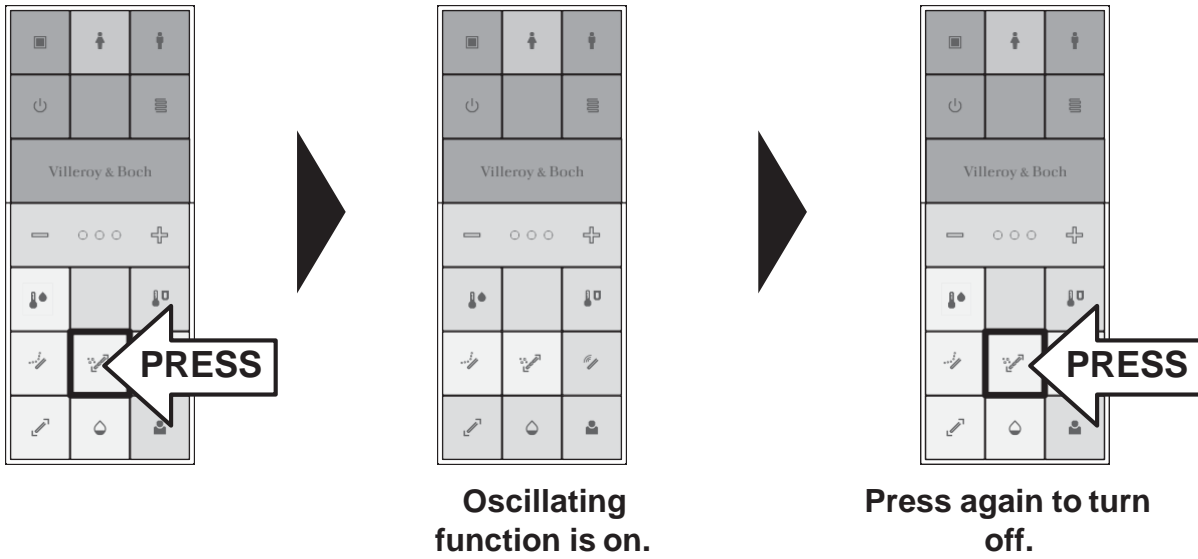 Villeroy & Boch
Villeroy & Boch
Villeroy & Boch
PRESS
PRESS
Oscillating
function is on.
Press again to turn
off.